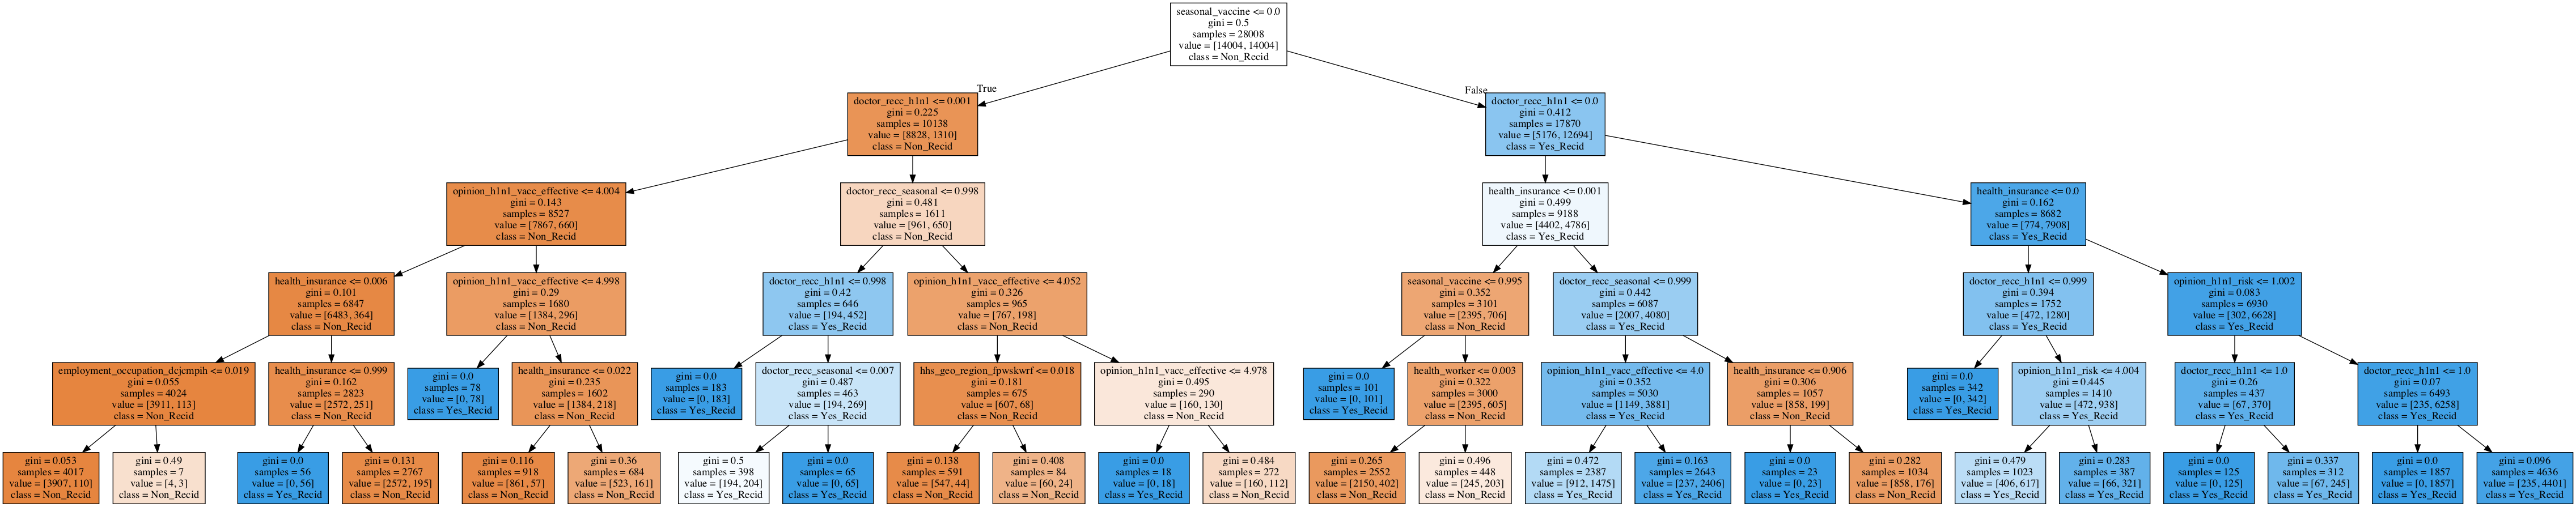 seasonal_vaccine <= 0.0
gini = 0.5
samples = 28008
value = [14004, 14004]
class = Non_Recid
True
False
doctor_recc_h1n1 <= 0.001
gini = 0.225
samples = 10138
value = [8828, 1310]
class = Non_Recid
doctor_recc_h1n1 <= 0.0
gini = 0.412
samples = 17870
value = [5176, 12694]
class = Yes_Recid
opinion_h1n1_vacc_effective <= 4.004
gini = 0.143
samples = 8527
value = [7867, 660]
class = Non_Recid
doctor_recc_seasonal <= 0.998
gini = 0.481
samples = 1611
value = [961, 650]
class = Non_Recid
health_insurance <= 0.001
gini = 0.499
samples = 9188
value = [4402, 4786]
class = Yes_Recid
health_insurance <= 0.0
gini = 0.162
samples = 8682
value = [774, 7908]
class = Yes_Recid
health_insurance <= 0.006
gini = 0.101
samples = 6847
value = [6483, 364]
class = Non_Recid
opinion_h1n1_vacc_effective <= 4.998
gini = 0.29
samples = 1680
value = [1384, 296]
class = Non_Recid
doctor_recc_h1n1 <= 0.998
gini = 0.42
samples = 646
value = [194, 452]
class = Yes_Recid
opinion_h1n1_vacc_effective <= 4.052
gini = 0.326
samples = 965
value = [767, 198]
class = Non_Recid
seasonal_vaccine <= 0.995
gini = 0.352
samples = 3101
value = [2395, 706]
class = Non_Recid
doctor_recc_seasonal <= 0.999
gini = 0.442
samples = 6087
value = [2007, 4080]
class = Yes_Recid
doctor_recc_h1n1 <= 0.999
gini = 0.394
samples = 1752
value = [472, 1280]
class = Yes_Recid
opinion_h1n1_risk <= 1.002
gini = 0.083
samples = 6930
value = [302, 6628]
class = Yes_Recid
employment_occupation_dcjcmpih <= 0.019
gini = 0.055
samples = 4024
value = [3911, 113]
class = Non_Recid
health_insurance <= 0.999
gini = 0.162
samples = 2823
value = [2572, 251]
class = Non_Recid
gini = 0.0
samples = 78
value = [0, 78]
class = Yes_Recid
health_insurance <= 0.022
gini = 0.235
samples = 1602
value = [1384, 218]
class = Non_Recid
gini = 0.0
samples = 183
value = [0, 183]
class = Yes_Recid
doctor_recc_seasonal <= 0.007
gini = 0.487
samples = 463
value = [194, 269]
class = Yes_Recid
hhs_geo_region_fpwskwrf <= 0.018
gini = 0.181
samples = 675
value = [607, 68]
class = Non_Recid
opinion_h1n1_vacc_effective <= 4.978
gini = 0.495
samples = 290
value = [160, 130]
class = Non_Recid
gini = 0.0
samples = 101
value = [0, 101]
class = Yes_Recid
health_worker <= 0.003
gini = 0.322
samples = 3000
value = [2395, 605]
class = Non_Recid
opinion_h1n1_vacc_effective <= 4.0
gini = 0.352
samples = 5030
value = [1149, 3881]
class = Yes_Recid
health_insurance <= 0.906
gini = 0.306
samples = 1057
value = [858, 199]
class = Non_Recid
gini = 0.0
samples = 342
value = [0, 342]
class = Yes_Recid
opinion_h1n1_risk <= 4.004
gini = 0.445
samples = 1410
value = [472, 938]
class = Yes_Recid
doctor_recc_h1n1 <= 1.0
gini = 0.26
samples = 437
value = [67, 370]
class = Yes_Recid
doctor_recc_h1n1 <= 1.0
gini = 0.07
samples = 6493
value = [235, 6258]
class = Yes_Recid
gini = 0.053
samples = 4017
value = [3907, 110]
class = Non_Recid
gini = 0.49
samples = 7
value = [4, 3]
class = Non_Recid
gini = 0.0
samples = 56
value = [0, 56]
class = Yes_Recid
gini = 0.131
samples = 2767
value = [2572, 195]
class = Non_Recid
gini = 0.116
samples = 918
value = [861, 57]
class = Non_Recid
gini = 0.36
samples = 684
value = [523, 161]
class = Non_Recid
gini = 0.5
samples = 398
value = [194, 204]
class = Yes_Recid
gini = 0.0
samples = 65
value = [0, 65]
class = Yes_Recid
gini = 0.138
samples = 591
value = [547, 44]
class = Non_Recid
gini = 0.408
samples = 84
value = [60, 24]
class = Non_Recid
gini = 0.0
samples = 18
value = [0, 18]
class = Yes_Recid
gini = 0.484
samples = 272
value = [160, 112]
class = Non_Recid
gini = 0.265
samples = 2552
value = [2150, 402]
class = Non_Recid
gini = 0.496
samples = 448
value = [245, 203]
class = Non_Recid
gini = 0.472
samples = 2387
value = [912, 1475]
class = Yes_Recid
gini = 0.163
samples = 2643
value = [237, 2406]
class = Yes_Recid
gini = 0.0
samples = 23
value = [0, 23]
class = Yes_Recid
gini = 0.282
samples = 1034
value = [858, 176]
class = Non_Recid
gini = 0.479
samples = 1023
value = [406, 617]
class = Yes_Recid
gini = 0.283
samples = 387
value = [66, 321]
class = Yes_Recid
gini = 0.0
samples = 125
value = [0, 125]
class = Yes_Recid
gini = 0.337
samples = 312
value = [67, 245]
class = Yes_Recid
gini = 0.0
samples = 1857
value = [0, 1857]
class = Yes_Recid
gini = 0.096
samples = 4636
value = [235, 4401]
class = Yes_Recid